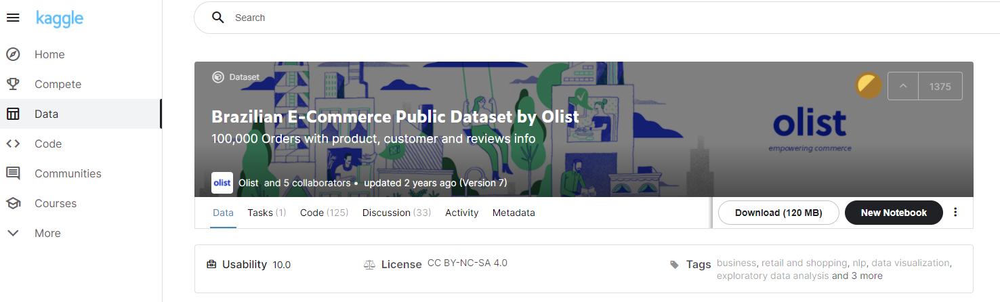 kaggle
Search
Home
Compete
Data
Code
Communities
Courses
More
Dataset
1375
Brazilian E-Commerce Public Dataset by Olist
100,000 Orders with product, customer and reviews info
olist
empowering commerce
olist Olist and 5 collaborators • updated 2 years ago (Version 7)
Data Tasks (1) Code (125) Discussion (33) Activity Metadata Download (120 MB) New Notebook
Usability 10.0 License CC BY-NC-SA 4.0 Tags business, retail and shopping, nlp, data visualization,
exploratory data analysis and 3 more